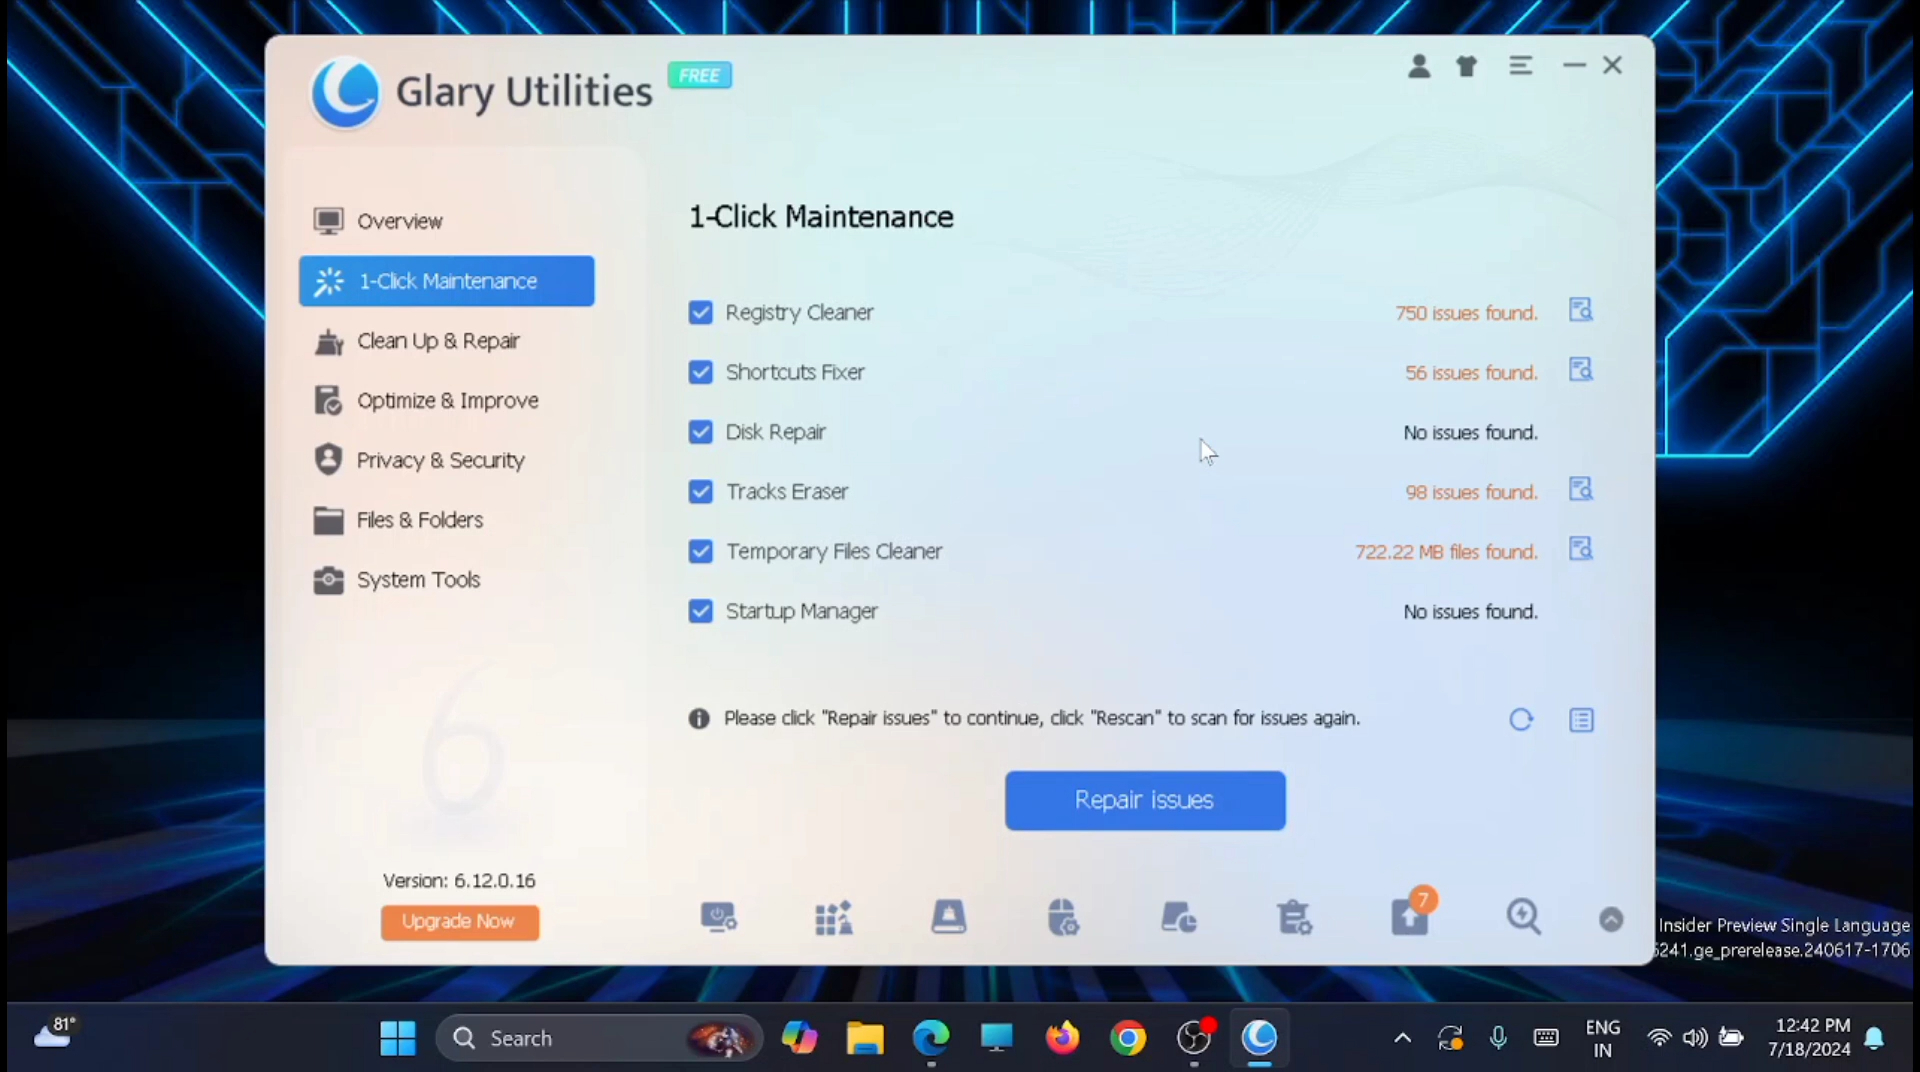 Glary Utilities FREE
Overview
1-Click Maintenance
Clean Up & Repair
Optimize & Improve
Privacy & Security
Files & Folders
System Tools
6
Version: 6.12.0.16
Upgrade Now
1-Click Maintenance
Registry Cleaner 750 issues found.
Shortcuts Fixer 56 issues found.
Disk Repair No issues found.
Tracks Eraser 98 issues found.
Temporary Files Cleaner 722.22 MB files found.
Startup Manager No issues found.
Please click "Repair issues" to continue, click "Rescan" to scan for issues again.
Repair issues
7
Insider Preview Single Language
241.ge_prerelease.240617-1706
81°
Search
ENG
IN
12:42 PM
7/18/2024